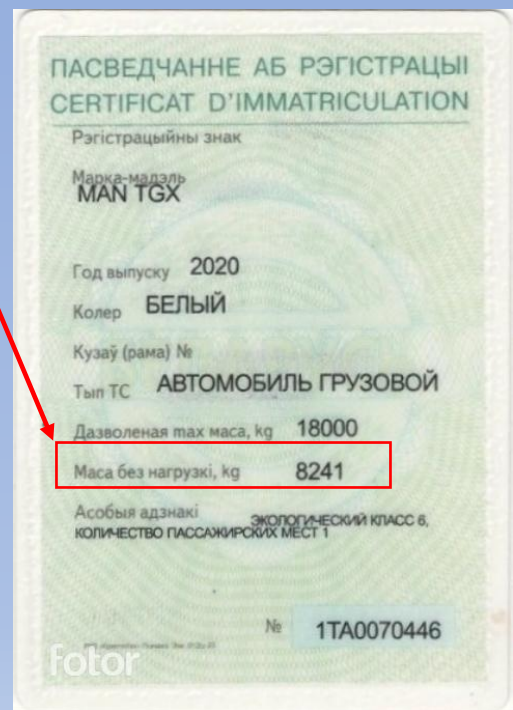 ПАСВЕДЧАННЕ АБ РЭГІСТРАЦЫІ
CERTIFICAT D'IMMATRICULATION
Рэгістрацыйны знак
Марка-мадэль
MAN TGX
Год выпуску 2020
Колер БЕЛЫЙ
Кузаў (рама) №
Тып ТС АВТОМОБИЛЬ ГРУЗОВОЙ
Дазволеная max маса, kg 18000
Маса без нагрузкі, kg 8241
Асобыя адзнакі ЭКОЛОГИЧЕСКИЙ КЛАСС 6,
КОЛИЧЕСТВО ПАССАЖИРСКИХ МЕСТ 1
№ 1ТА0070446
fotor